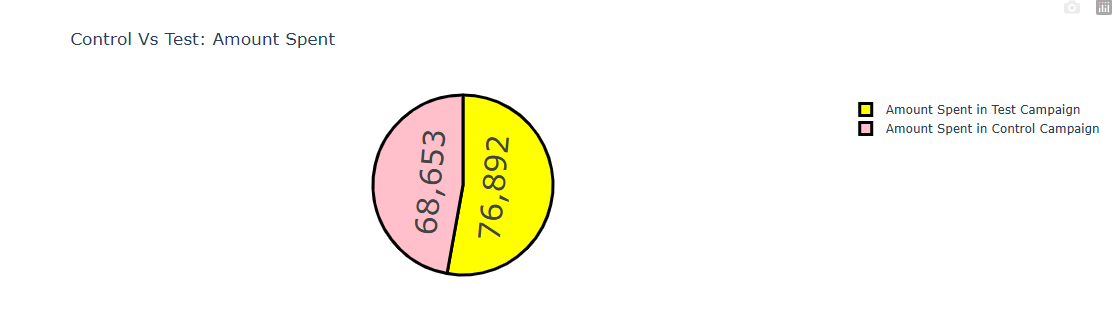 Control Vs Test: Amount Spent
68,653
76,892
Amount Spent in Test Campaign
Amount Spent in Control Campaign